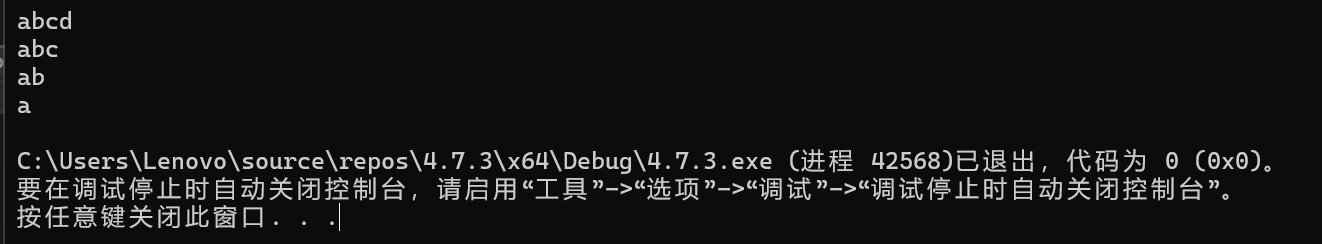 abcd
abc
ab
a
C:\Users\Lenovo\source\repos\4.7.3\x64\Debug\4.7.3.exe (进程 42568)已退出，代码为 0 (0x0)。
要在调试停止时自动关闭控制台，请启用“工具”->“选项”->“调试”->“调试停止时自动关闭控制台”。
按任意键关闭此窗口. . .